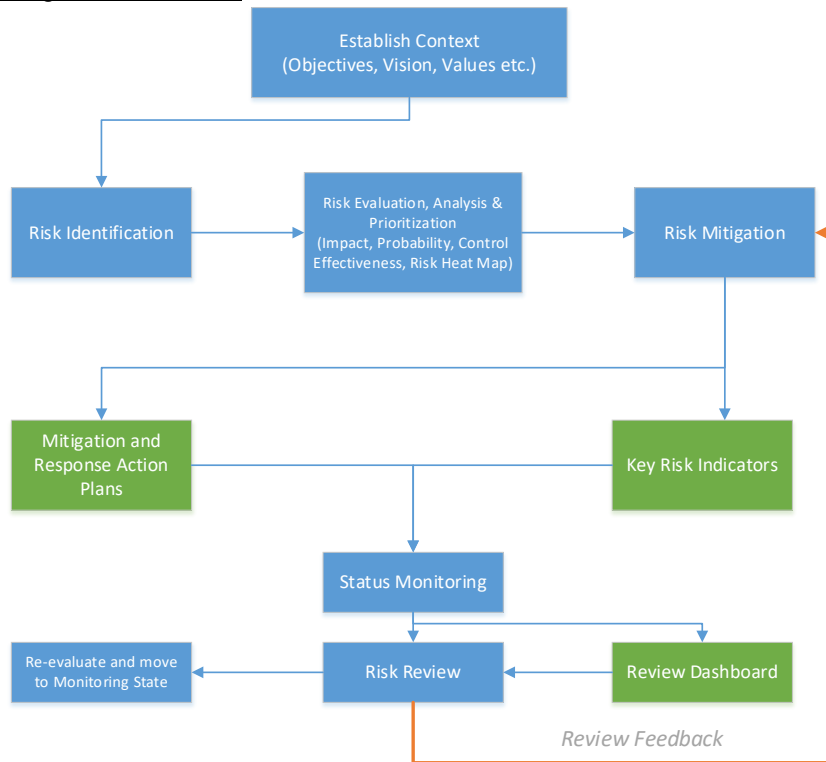 Establish Context
(Objectives, Vision, Values etc.)
Risk Identification
Risk Evaluation, Analysis &
Prioritization
(Impact, Probability, Control
Effectiveness, Risk Heat Map)
Risk Mitigation
Mitigation and
Response Action
Plans
Key Risk Indicators
Status Monitoring
Re-evaluate and move
to Monitoring State
Risk Review
Review Dashboard
Review Feedback